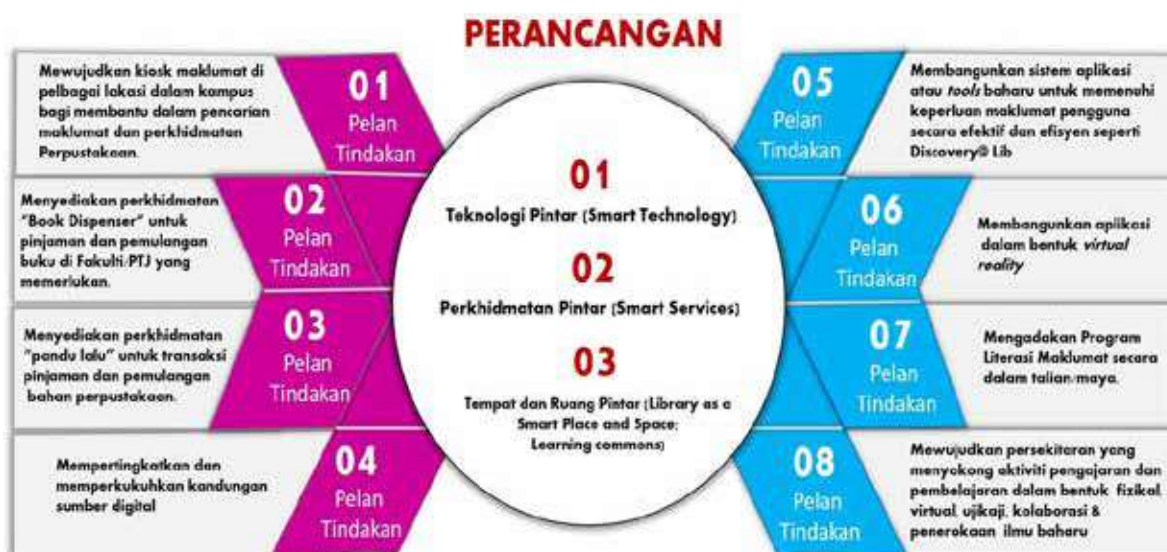 PERANCANGAN
Mewujudkan kiosk maklumat di
pelbagai lokasi dalam kampus
bagi membantu dalam pencarian
maklumat dan perkhidmatan
Perpustakaan.
01
Pelan
Tindakan
Menyediakan perkhidmatan
"Book Dispenser" untuk
pinjaman dan pemulangan
buku di Fakulti/PTJ yang
memerlukan.
02
Pelan
Tindakan
Menyediakan perkhidmatan
"pandu lalu" untuk transaksi
pinjaman dan pemulangan
bahan perpustakaan.
03
Pelan
Tindakan
Mempertingkatkan dan
memperkukuhkan kandungan
sumber digital
04
Pelan
Tindakan
01
Teknologi Pintar (Smart Technology)
02
Perkhidmatan Pintar (Smart Services)
03
Tempat dan Ruang Pintar (Library as a
Smart Place and Space;
Learning commons)
05
Pelan
Tindakan
Membangunkan sistem aplikasi
atau tools baharu untuk memenuhi
keperluan maklumat pengguna
secara efektif dan efisyen seperti
Discovery@ Lib
06
Pelan
Tindakan
Membangunkan aplikasi
dalam bentuk virtual
reality
07
Pelan
Tindakan
Mengadakan Program
Literasi Maklumat secara
dalam talian/maya.
08
Pelan
Tindakan
Mewujudkan persekitaran yang
menyokong aktiviti pengajaran dan
pembelajaran dalam bentuk fizikal,
virtual, ujikaji, kolaborasi &
penerokaan ilmu baharu